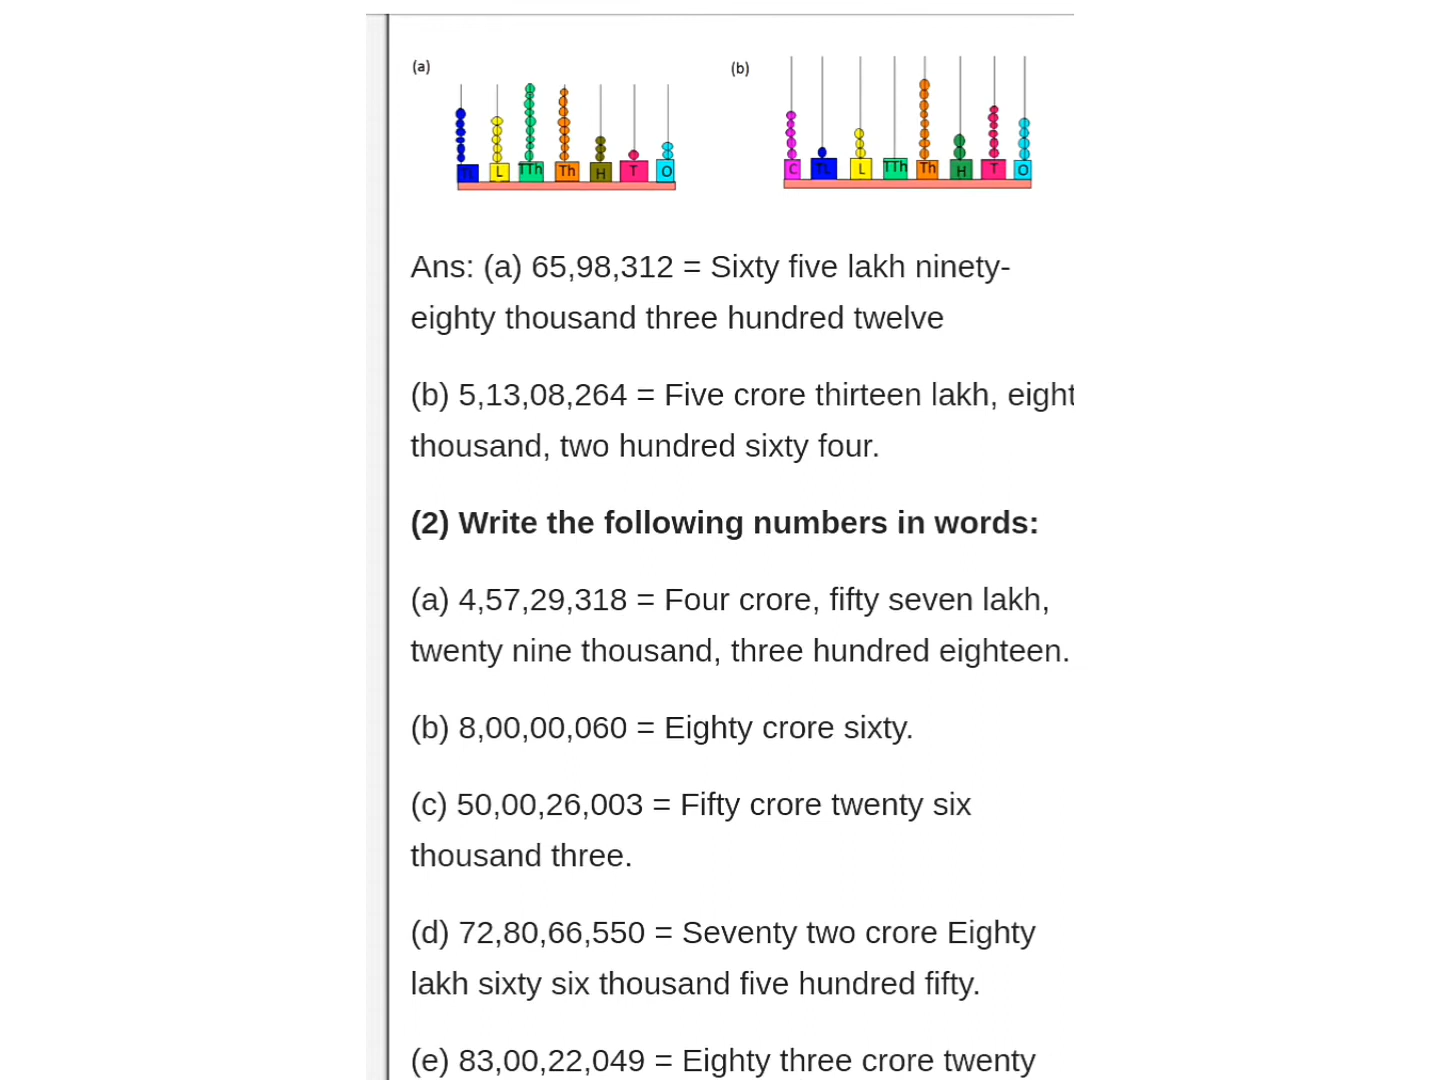 (a)
(b)
TL L TTh Th H T O
C TL L TTh Th H T O
Ans: (a) 65,98,312 = Sixty five lakh ninety-
eighty thousand three hundred twelve
(b) 5,13,08,264 = Five crore thirteen lakh, eight
thousand, two hundred sixty four.
(2) Write the following numbers in words:
(a) 4,57,29,318 = Four crore, fifty seven lakh,
twenty nine thousand, three hundred eighteen.
(b) 8,00,00,060 = Eighty crore sixty.
(c) 50,00,26,003 = Fifty crore twenty six
thousand three.
(d) 72,80,66,550 = Seventy two crore Eighty
lakh sixty six thousand five hundred fifty.
(e) 83,00,22,049 = Eighty three crore twenty